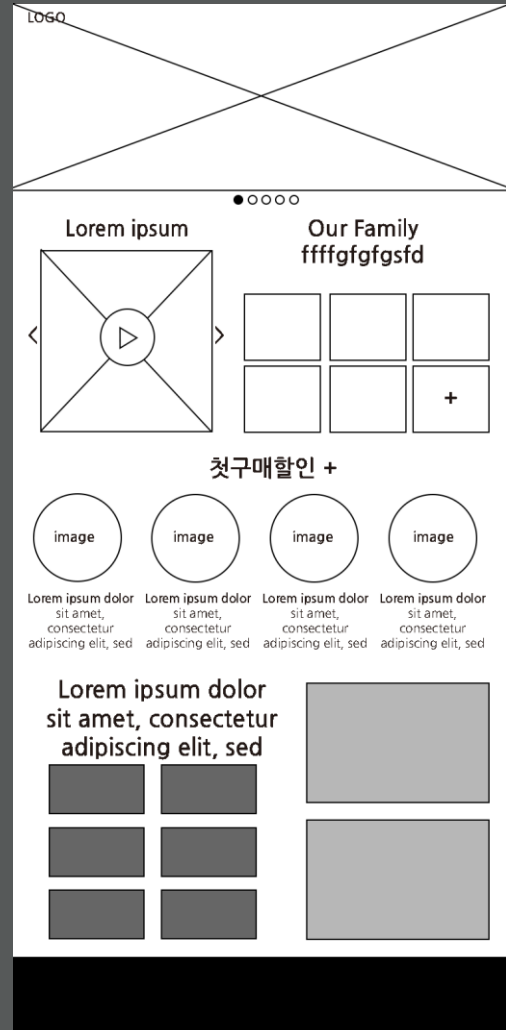 LOGO
Lorem ipsum
Our Family
ffffgfgfgsfd
+
첫구매할인 +
image
image
image
image
Lorem ipsum dolor
sit amet,
consectetur
adipiscing elit, sed
Lorem ipsum dolor
sit amet,
consectetur
adipiscing elit, sed
Lorem ipsum dolor
sit amet,
consectetur
adipiscing elit, sed
Lorem ipsum dolor
sit amet,
consectetur
adipiscing elit, sed
Lorem ipsum dolor
sit amet, consectetur
adipiscing elit, sed